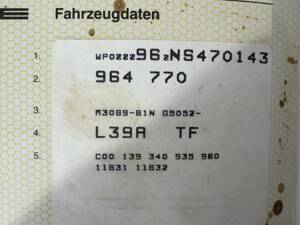 Fahrzeugdaten
1. WP0ZZZ96ZNS470143
2. 964 770
3. M3069-61N G5052-
4. L39A TF
5. C00 139 340 935 980
11831 11832